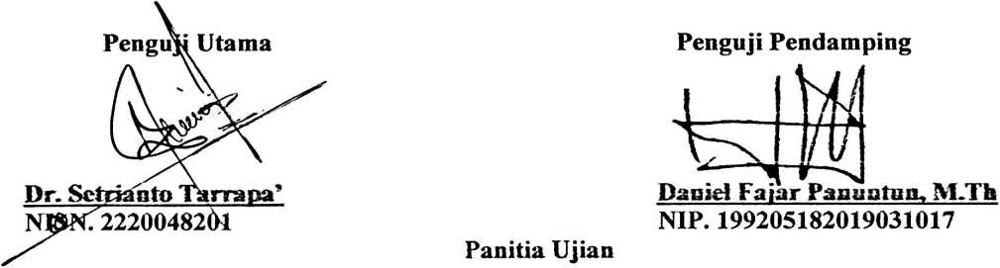 Penguji Utama
Penguji Pendamping
Dr. Setrianto Tarrapa'
NIDN. 2220048201
Daniel Fajar Panuntun, M.Th
NIP. 199205182019031017
Panitia Ujian